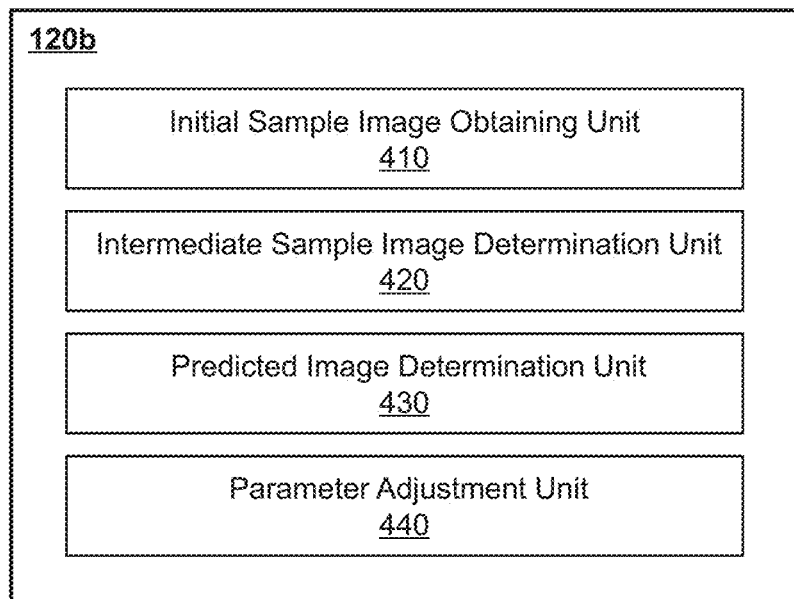 120b
Initial Sample Image Obtaining Unit
410
Intermediate Sample Image Determination Unit
420
Predicted Image Determination Unit
430
Parameter Adjustment Unit
440